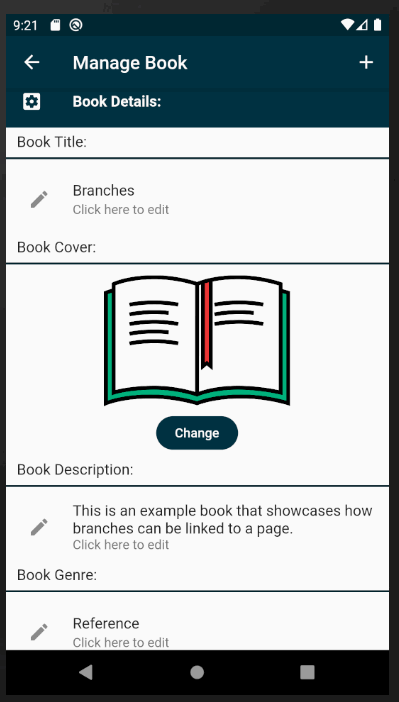 9:21
Manage Book
Book Details:
Book Title:
Branches
Click here to edit
Book Cover:
Change
Book Description:
This is an example book that showcases how
branches can be linked to a page.
Click here to edit
Book Genre:
Reference
Click here to edit